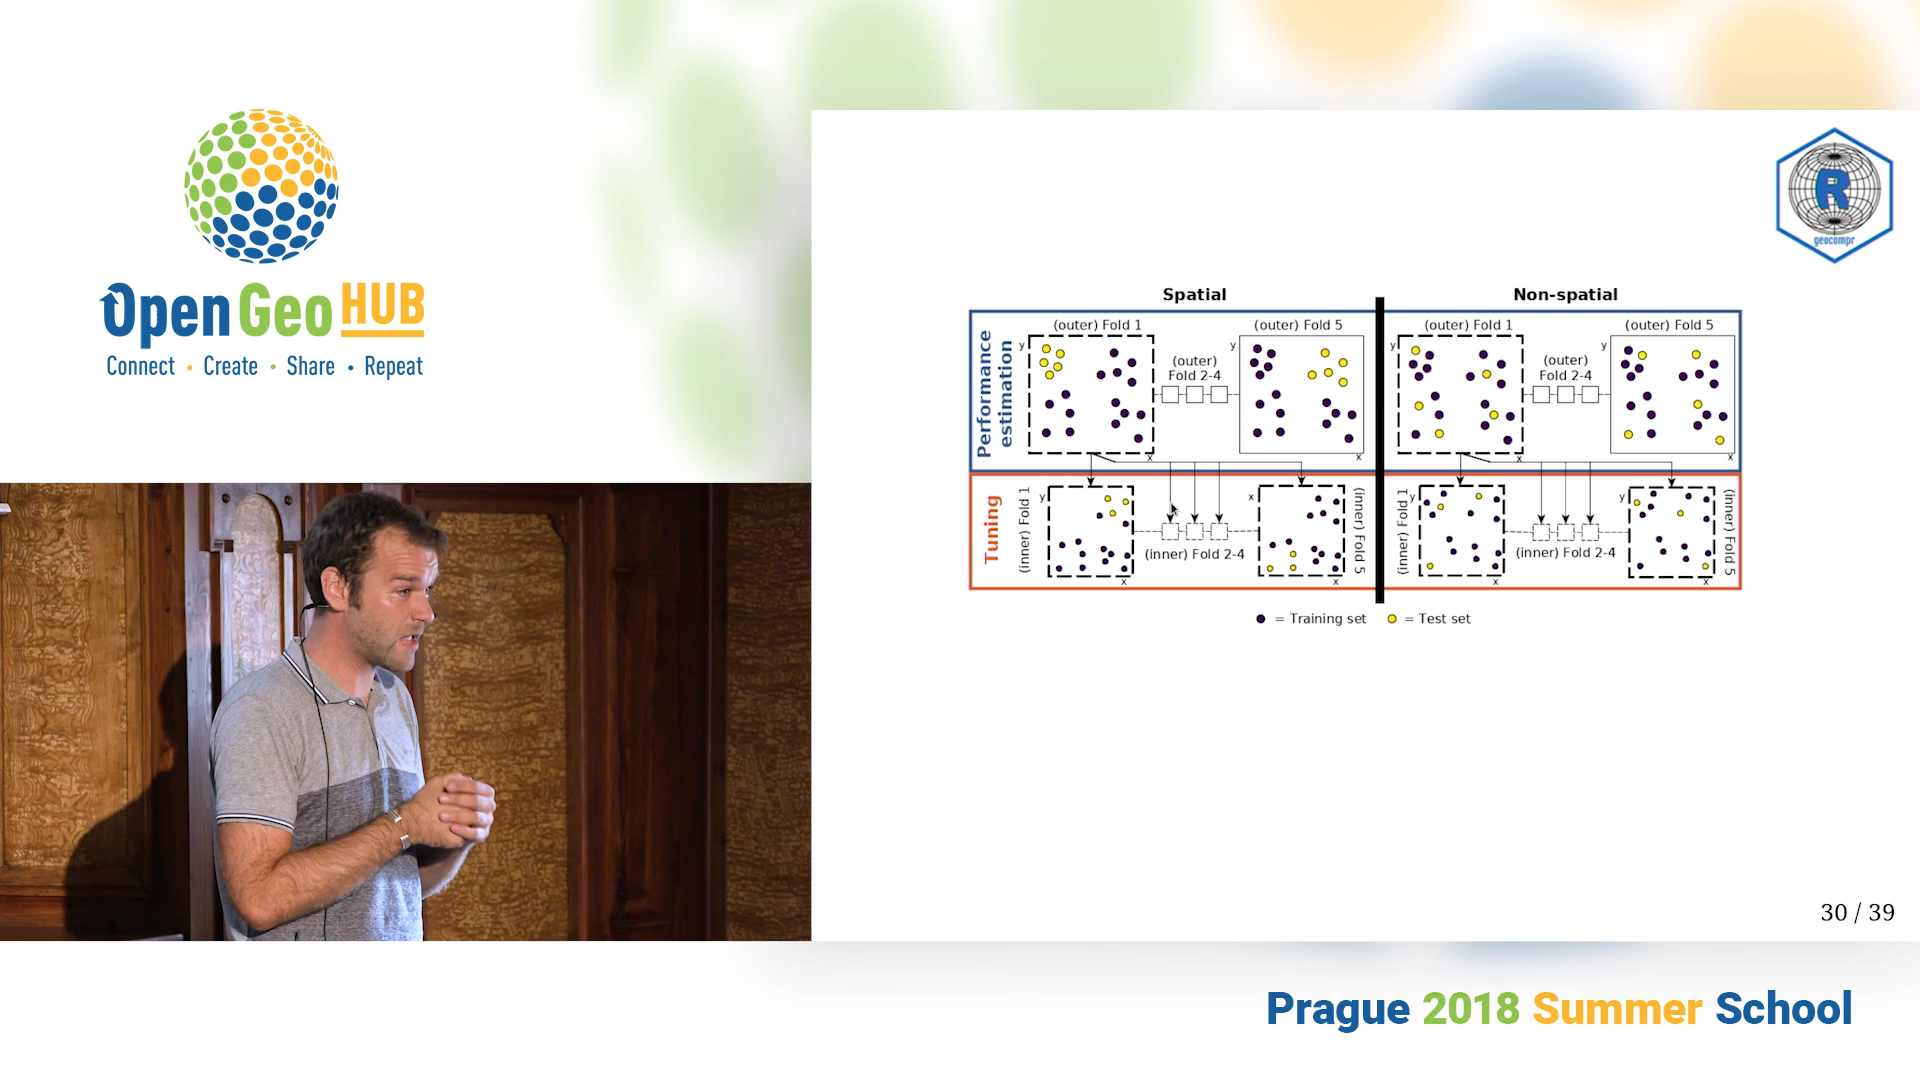 Open Geo HUB
Connect • Create • Share • Repeat
R
geocompr
Spatial
Non-spatial
Performance
estimation
(outer) Fold 1
(outer)
Fold 2-4
(outer) Fold 5
(outer) Fold 1
(outer)
Fold 2-4
(outer) Fold 5
y
y
y
y
x
x
x
x
Tuning
(inner) Fold 1
(inner) Fold 2-4
(inner) Fold 5
(inner) Fold 1
(inner) Fold 2-4
(inner) Fold 5
y
x
y
y
x
x
x
x
= Training set
= Test set
30 / 39
Prague 2018 Summer School